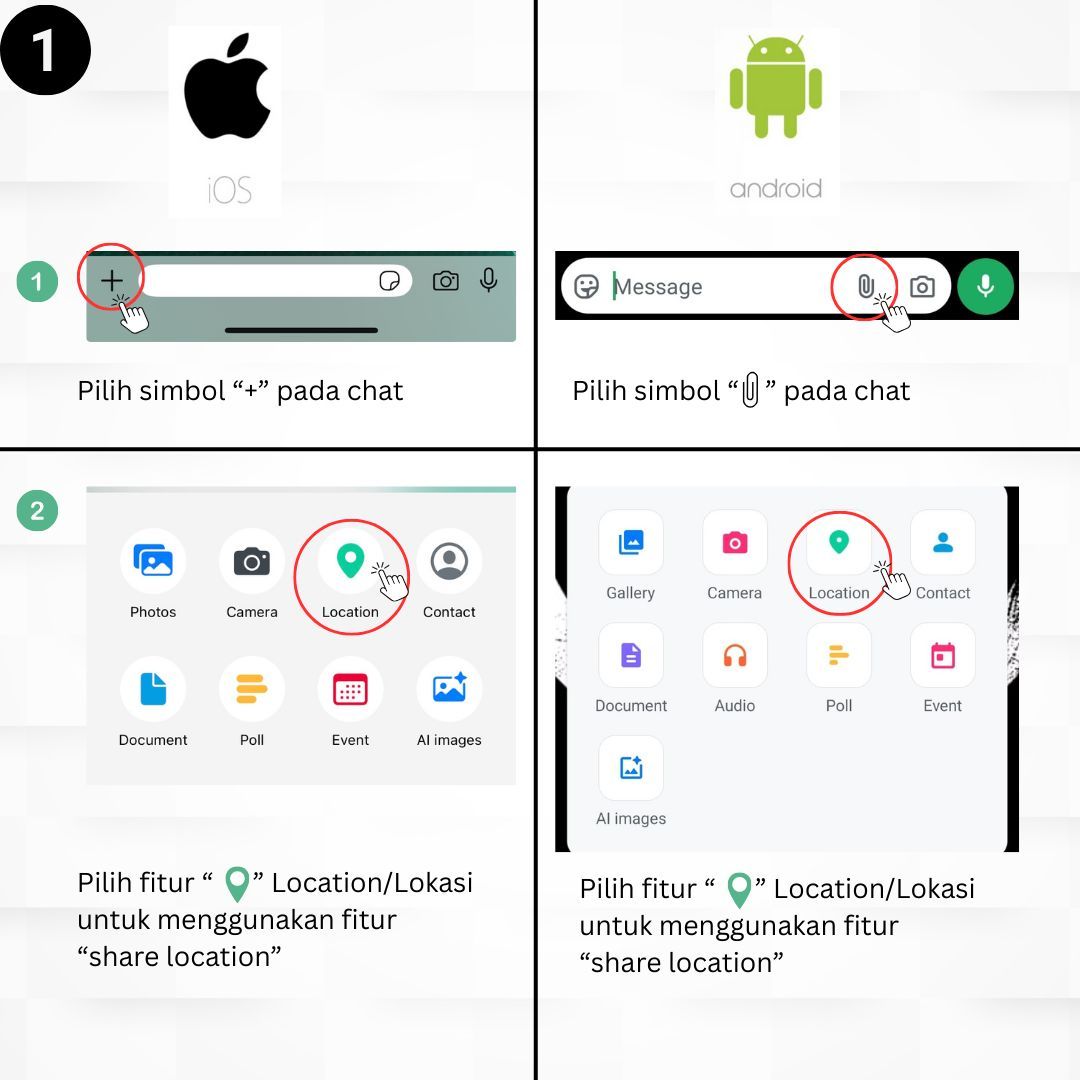 1
iOS
android
1
Message
Pilih simbol “+” pada chat
Pilih simbol “” pada chat
2
Photos
Camera
Location
Contact
Document
Poll
Event
AI images
Pilih fitur “ ” Location/Lokasi
untuk menggunakan fitur
“share location”
Gallery
Camera
Location
Contact
Document
Audio
Poll
Event
AI images
Pilih fitur “ ” Location/Lokasi
untuk menggunakan fitur
“share location”